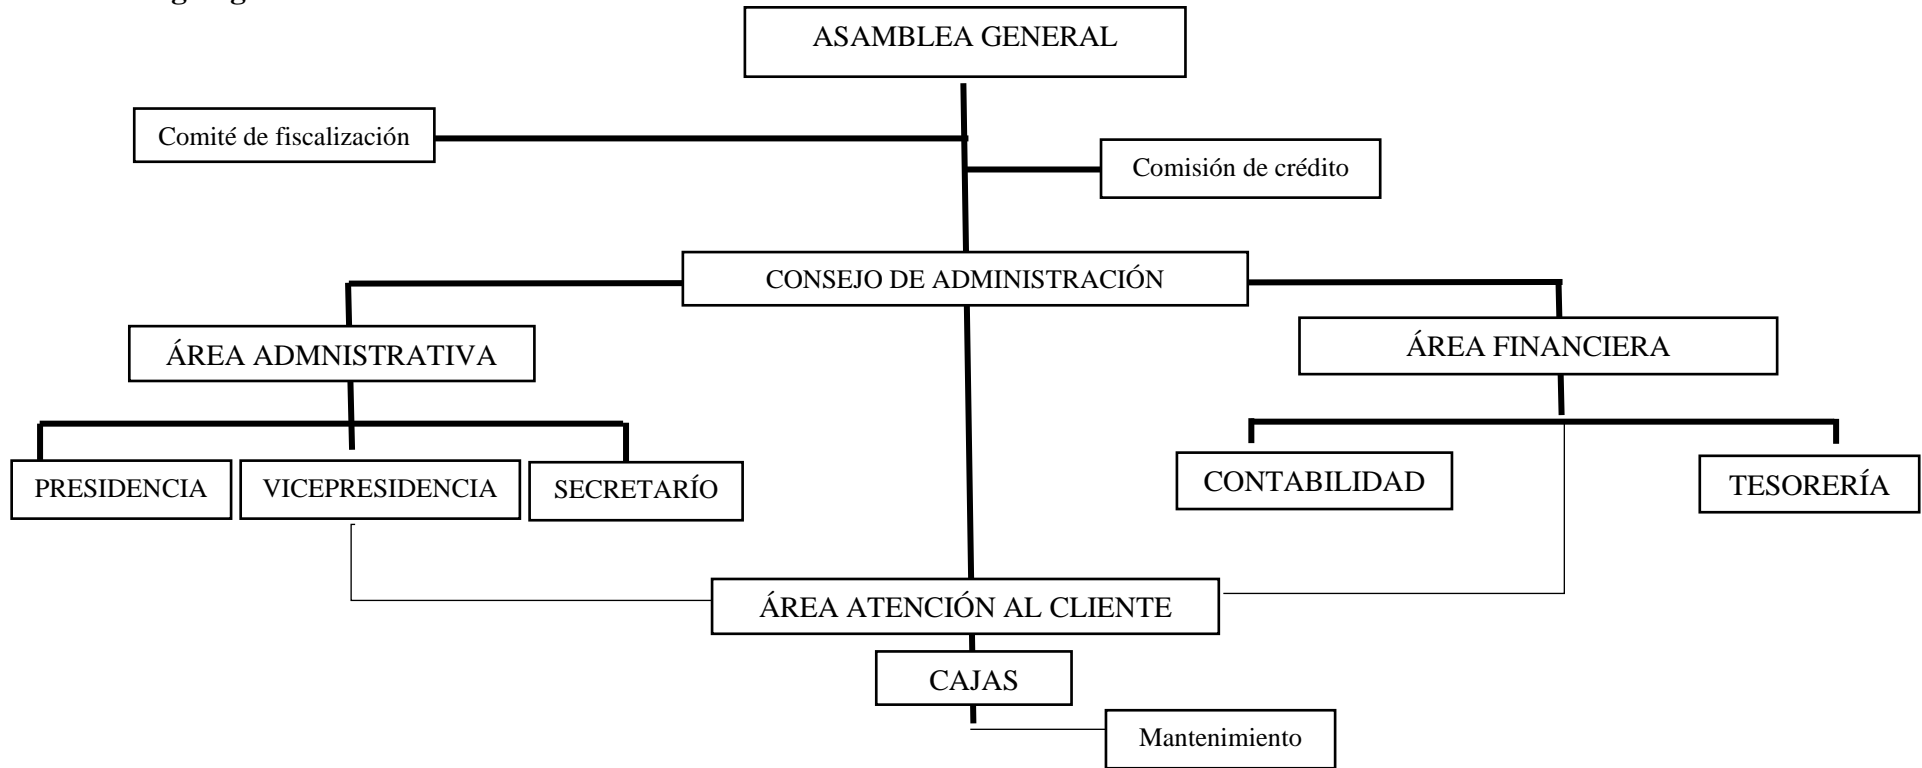 ASAMBLEA GENERAL
Comité de fiscalización
Comisión de crédito
CONSEJO DE ADMINISTRACIÓN
ÁREA ADMNISTRATIVA
ÁREA FINANCIERA
PRESIDENCIA
VICEPRESIDENCIA
SECRETARÍO
CONTABILIDAD
TESORERÍA
ÁREA ATENCIÓN AL CLIENTE
CAJAS
Mantenimiento